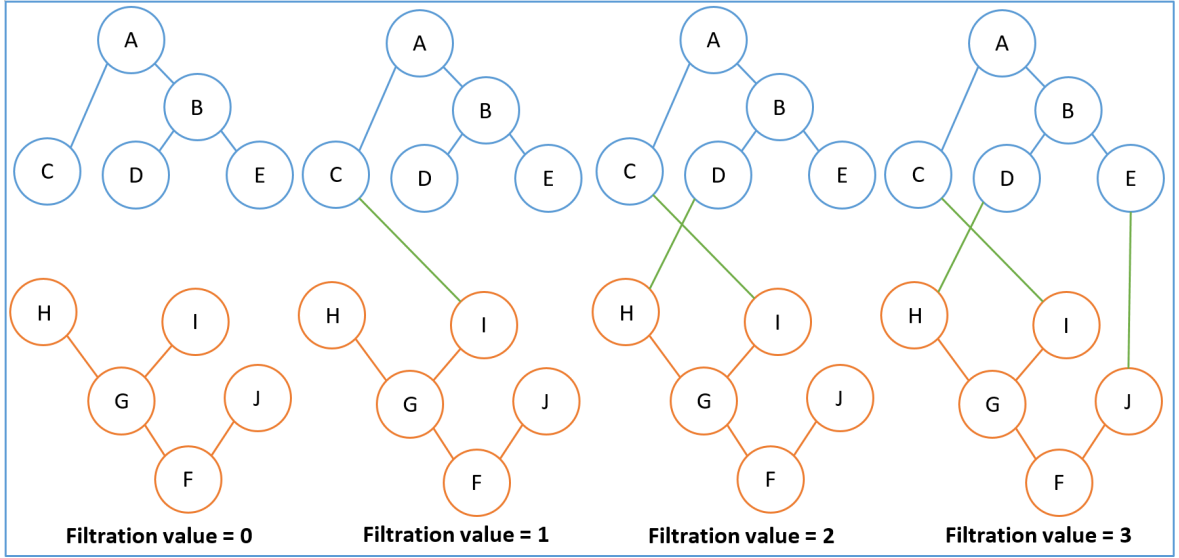 A A A A
B B B B
C D E C D E C D E C D E
H I H I H I H I
G J G J G J G J
F F F F
Filtration value = 0 Filtration value = 1 Filtration value = 2 Filtration value = 3